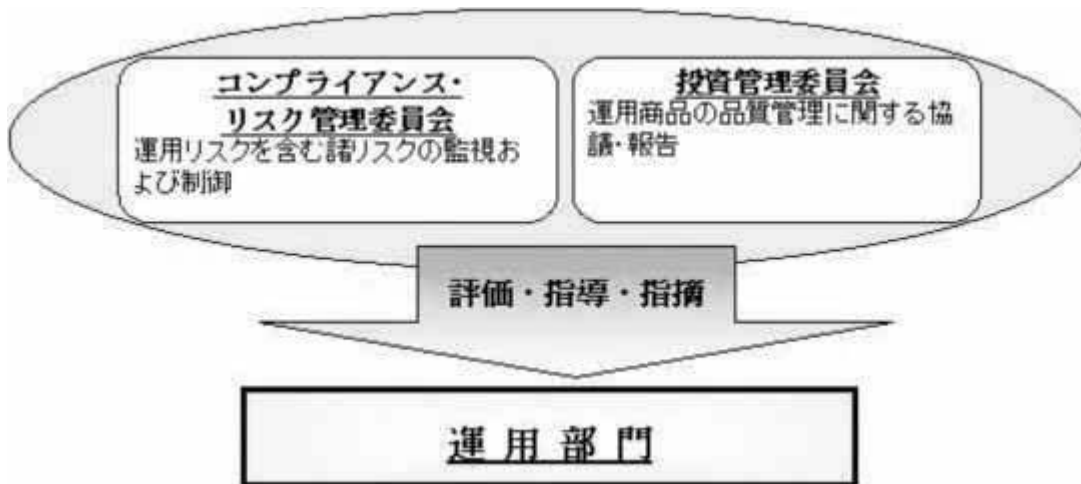 コンプライアンス・
リスク管理委員会
運用リスクを含む諸リスクの監視お
よび制御
投資管理委員会
運用商品の品質管理に関する協
議・報告
評価・指導・指摘
運用部門